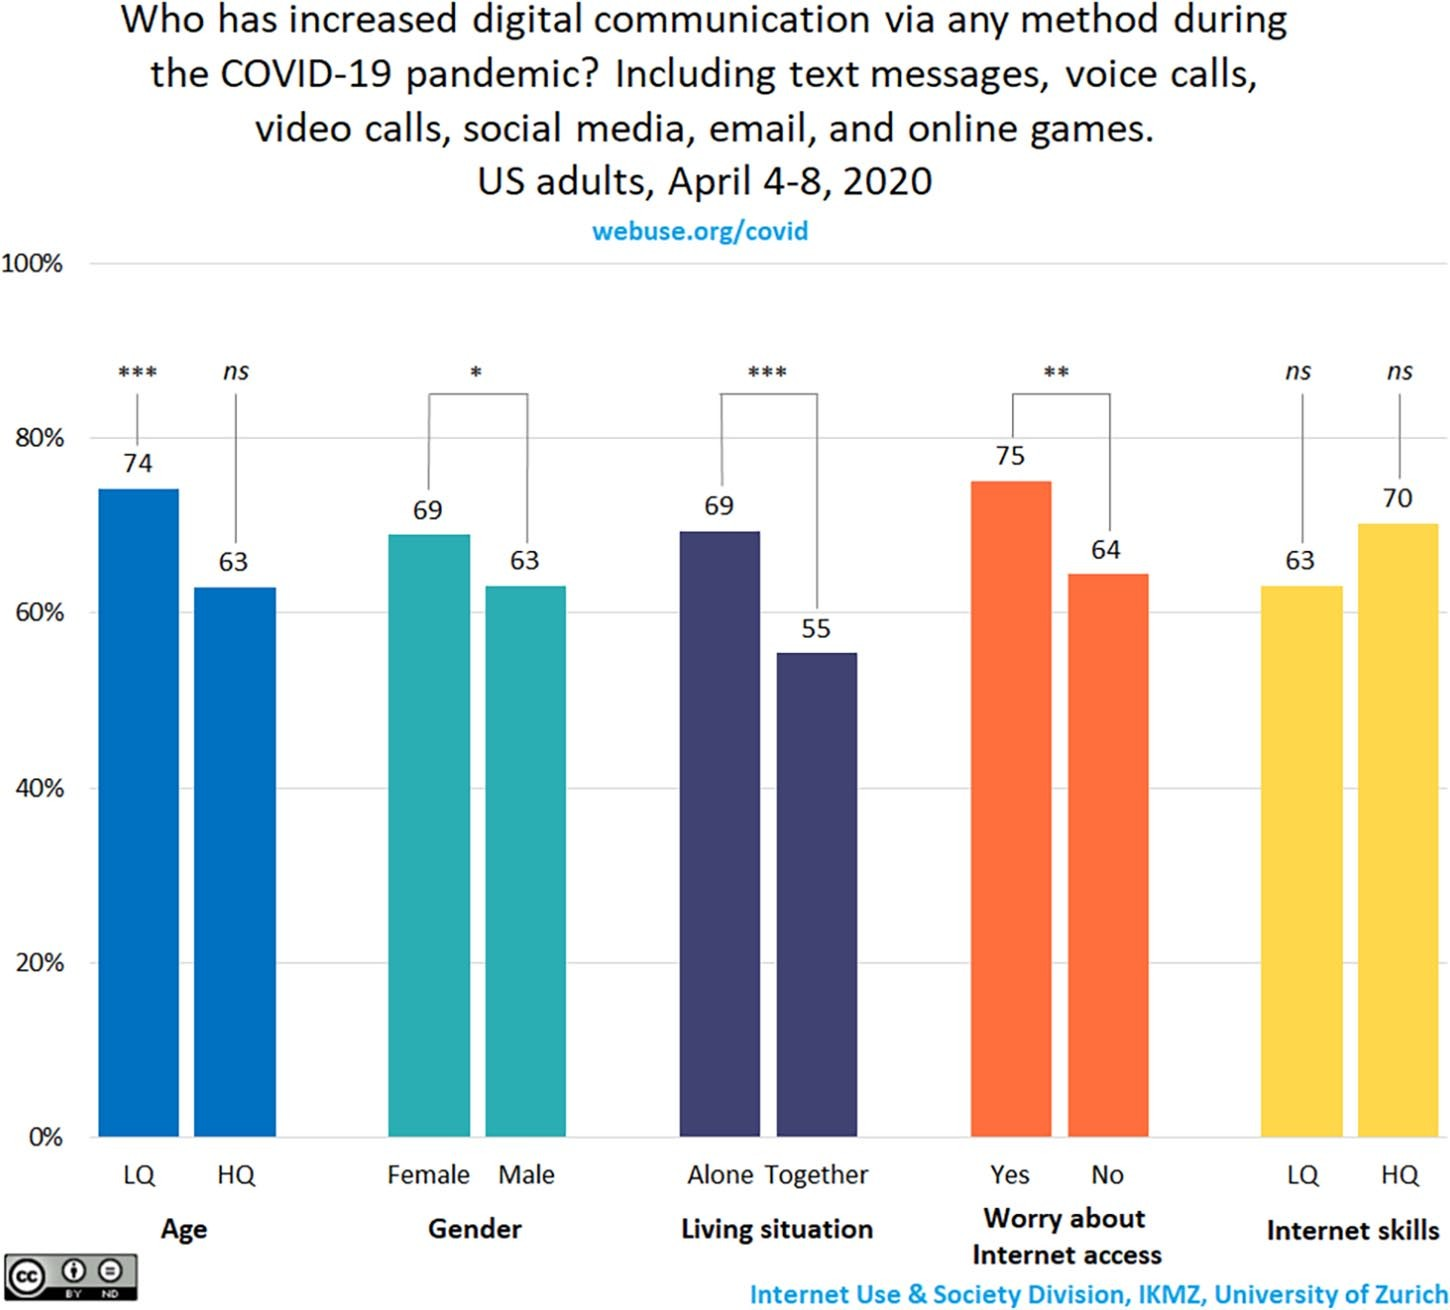 Who has increased digital communication via any method during
the COVID-19 pandemic? Including text messages, voice calls,
video calls, social media, email, and online games.
US adults, April 4-8, 2020
webuse.org/covid
100%
*** ns * *** ** ns ns
80%
74 63 69 63 69 55 75 64 63 70
60%
40%
20%
0%
LQ HQ Female Male Alone Together Yes No LQ HQ
Age Gender Living situation Worry about Internet skills
Internet access
cc BY ND
Internet Use & Society Division, IKMZ, University of Zurich